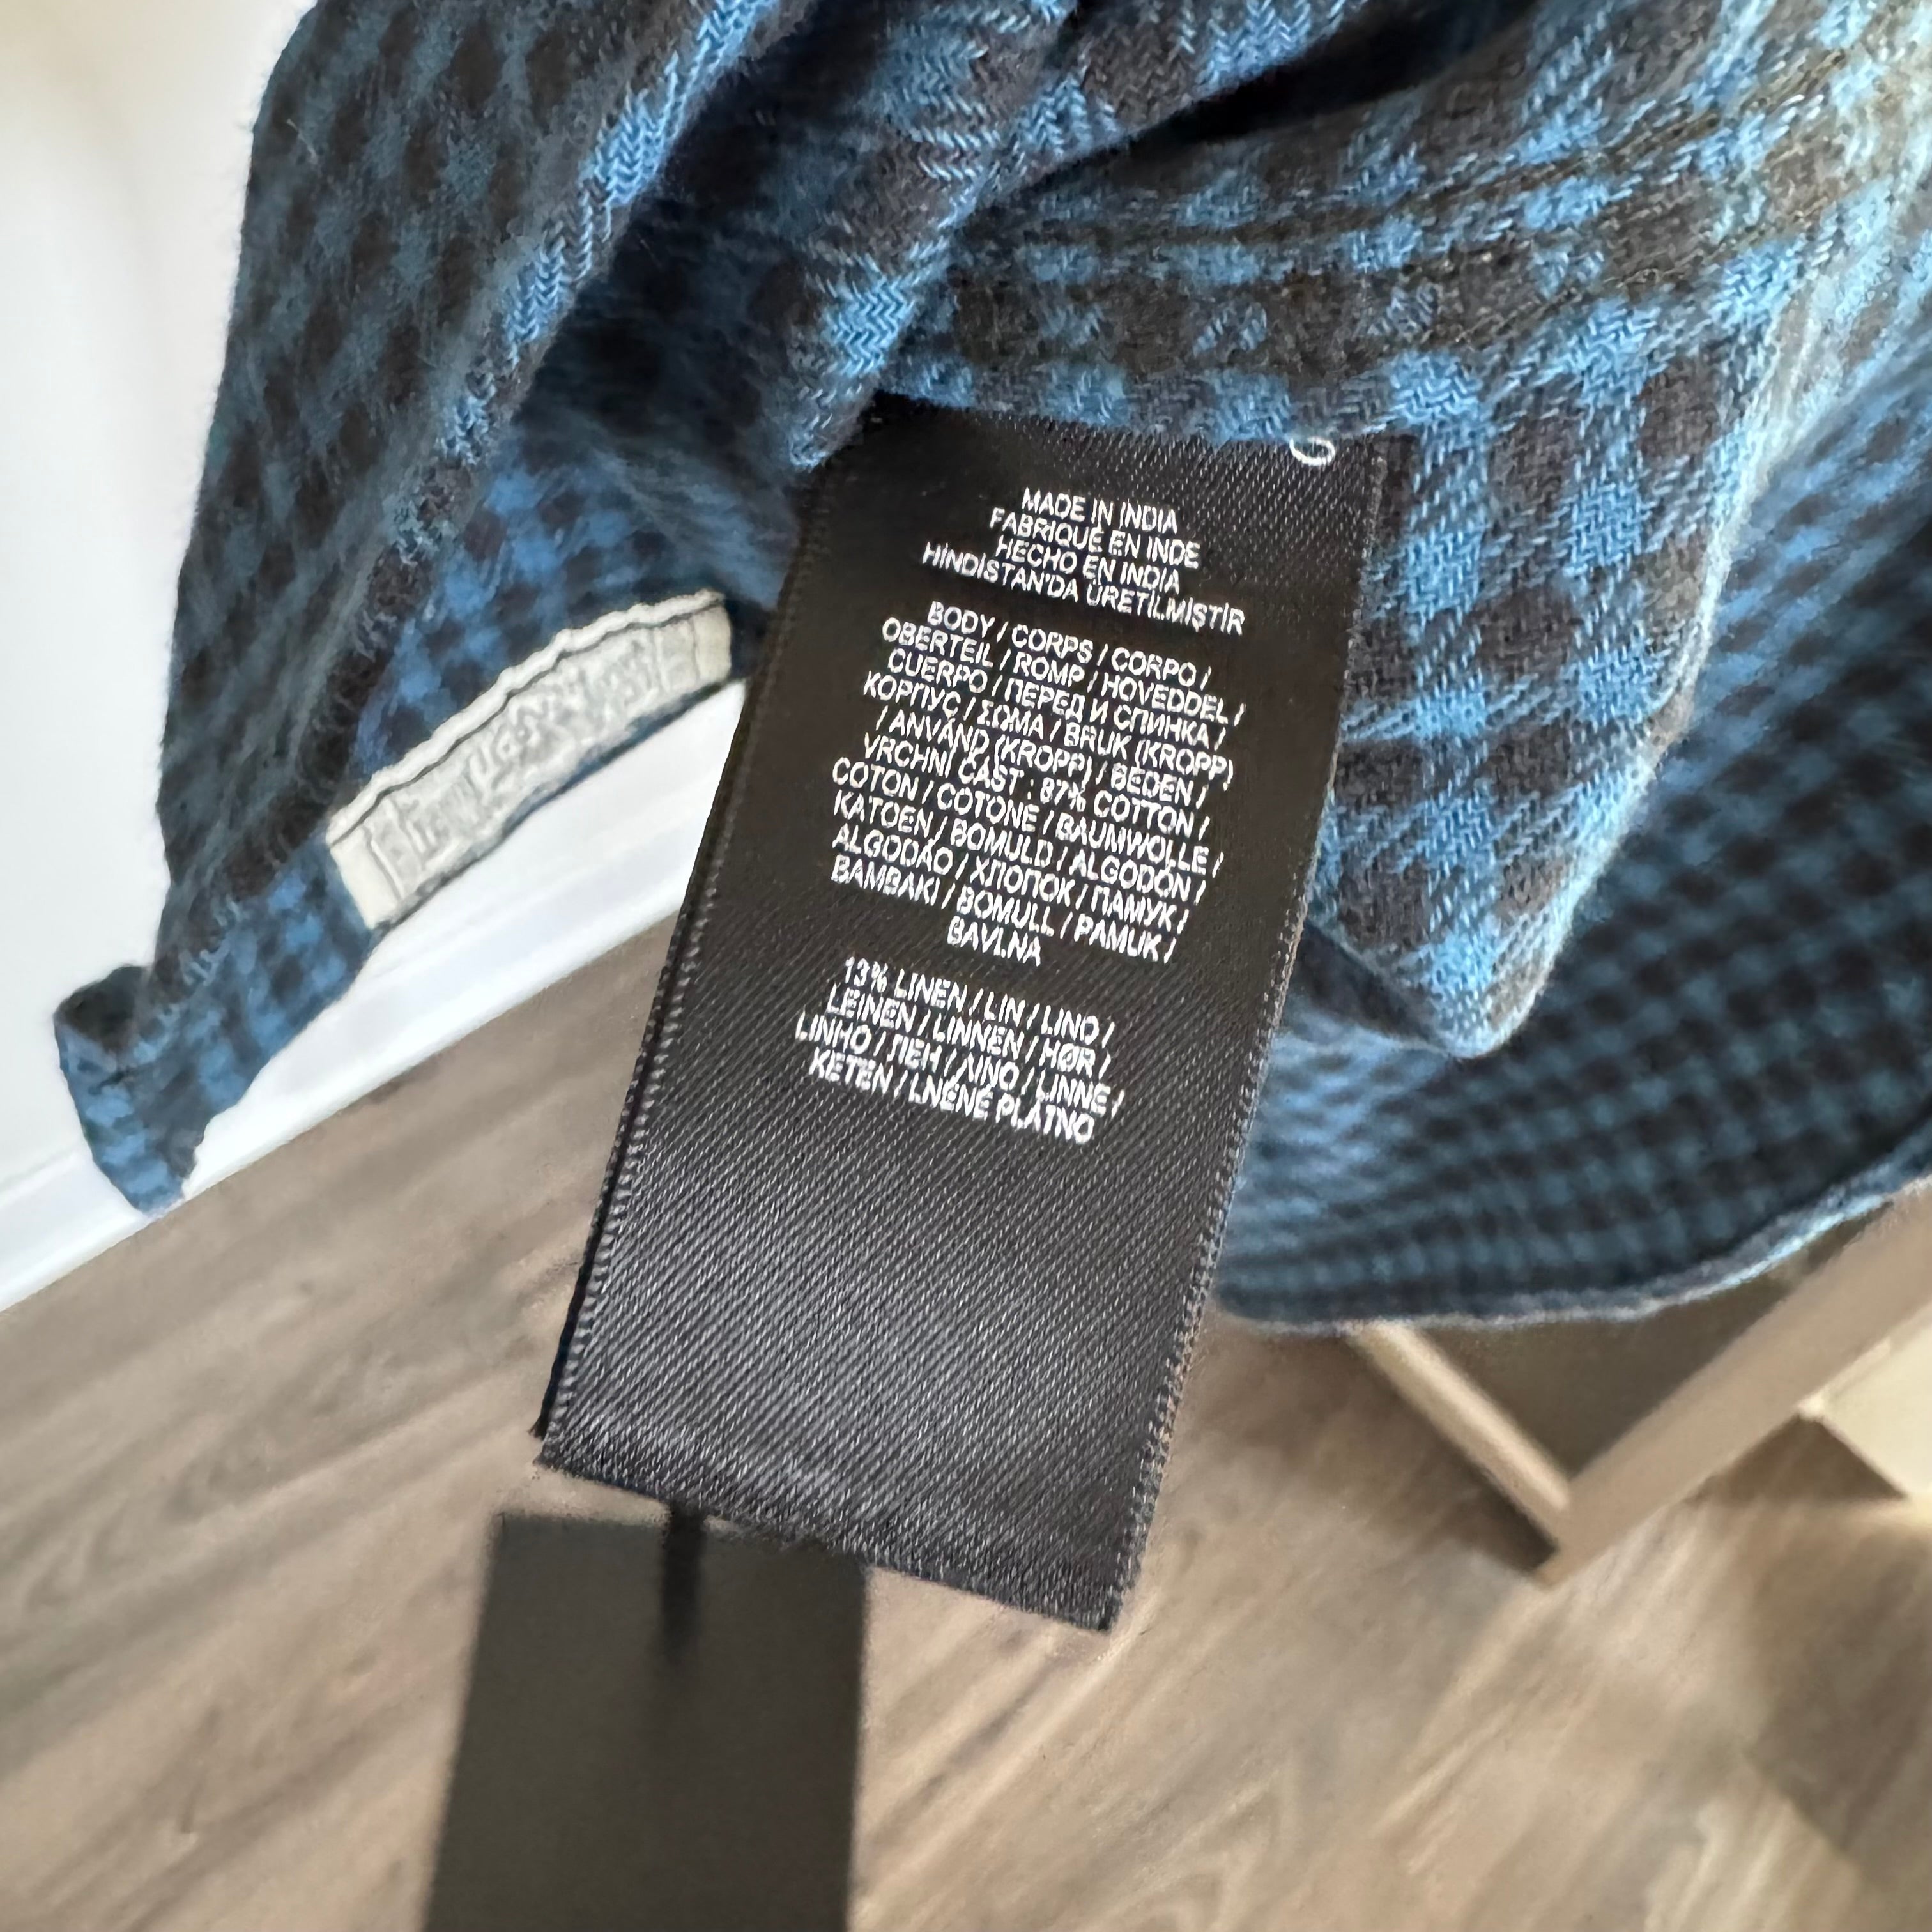 MADE IN INDIA
FABRIQUE EN INDE
HECHO EN INDIA
HİNDİSTAN'DA ÜRETİLMİŞTİR
BODY / CORPS / CORPO /
OBERTEIL / ROMP / HOVEDDEL /
CUERPO / ПЕРЕД И СПИНКА /
КОРПУС / ΣΩΜΑ / BRUK (KROPP)
/ ANVÄND (KROPP) / BEDEN /
VRCHNÍ ČÁST : 87% COTTON /
COTON / COTONE / BAUMWOLLE /
KATOEN / BOMULD / ALGODÓN /
ALGODÃO / ХЛОПОК / ПАМУК /
BAMBAKI / BOMULL / PAMUK /
BAVLNA
13% LINEN / LIN / LINO /
LEINEN / LINNEN / HØR /
LINHO / ЛЕН / ΛΙΝΟ / LINNE /
KETEN / LNĚNÉ PLÁTNO